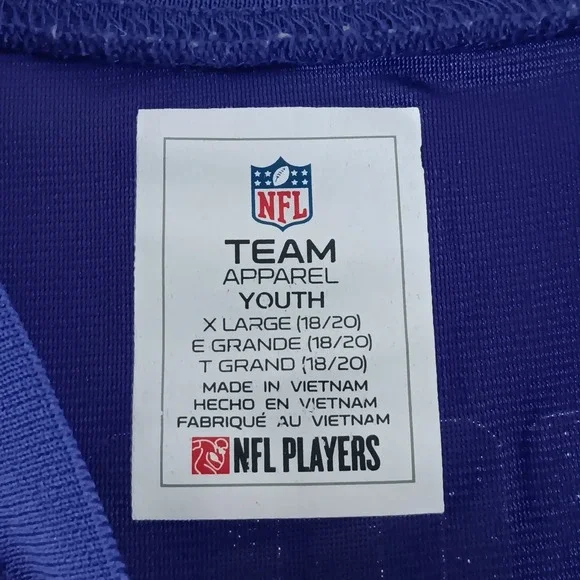 NFL
TEAM
APPAREL
YOUTH
X LARGE (18/20)
E GRANDE (18/20)
T GRAND (18/20)
MADE IN VIETNAM
HECHO EN VIETNAM
FABRIQUÉ AU VIETNAM
NFL PLAYERS